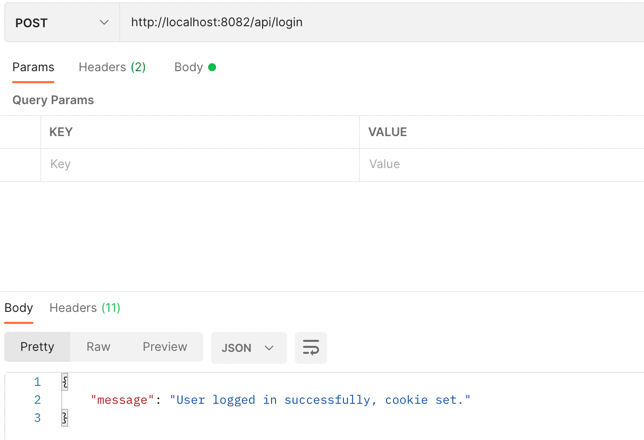 POST http://localhost:8082/api/login
Params Headers (2) Body
Query Params
KEY VALUE
Key Value
Body Headers (11)
Pretty Raw Preview JSON
1 {
2 "message": "User logged in successfully, cookie set."
3 }